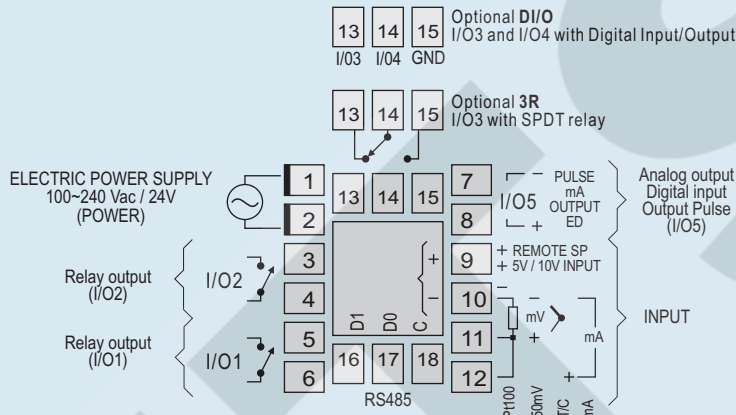 13 14 15
I/03 I/04 GND
Optional DI/O
I/O3 and I/O4 with Digital Input/Output
13 14 15
Optional 3R
I/O3 with SPDT relay
ELECTRIC POWER SUPPLY
100~240 Vac / 24V
(POWER)
1
2
13 14 15
7
8
I/O5
PULSE
mA
OUTPUT
ED
− +
Analog output
Digital input
Output Pulse
(I/O5)
Relay output
(I/O2)
I/O2
3
4
+
−
9
10
+ REMOTE SP
+ 5V / 10V INPUT
−
Relay output
(I/O1)
I/O1
5
6
D1 D0 C
16 17 18
RS485
11
12
− −
mV
+
mA
+
INPUT
Pt100
T/C
mA